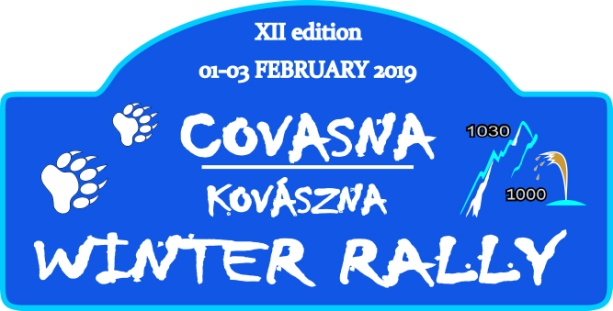 XII edition
01-03 FEBRUARY 2019
COVASNA
KOVÁSZNA
WINTER RALLY
1030
1000